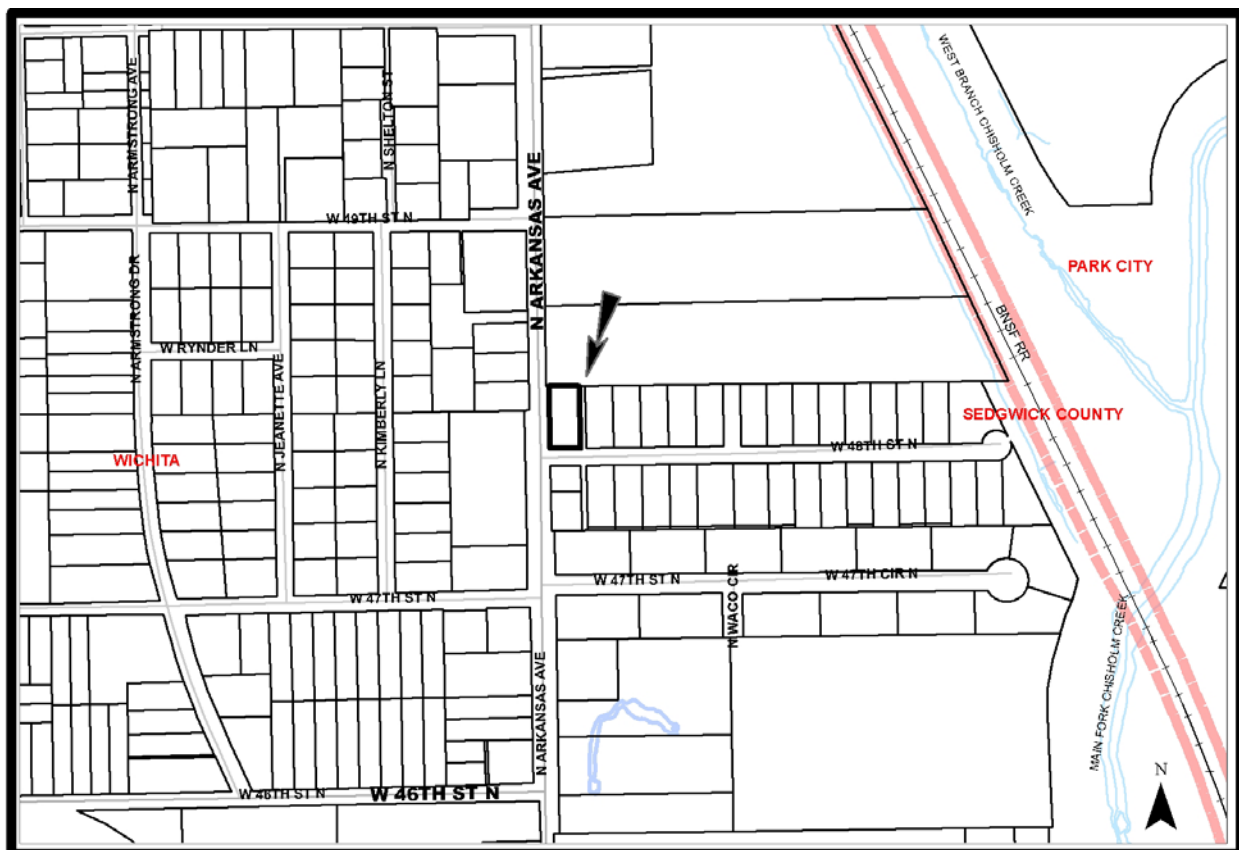 N ARMSTRONG AVE
N SHELTON ST
WEST BRANCH CHISHOLM CREEK
N ARKANSAS AVE
W 49TH ST N
PARK CITY
N ARMSTRONG DR
BNSF RR
W RYNDER LN
N JEANETTE AVE
N KIMBERLY LN
SEDGWICK COUNTY
W 48TH ST N
WICHITA
W 47TH ST N
W 47TH CIR N
W 47TH ST N
N WACO CIR
N ARKANSAS AVE
MAIN FORK CHISHOLM CREEK
N
W 46TH ST N
W 46TH ST N